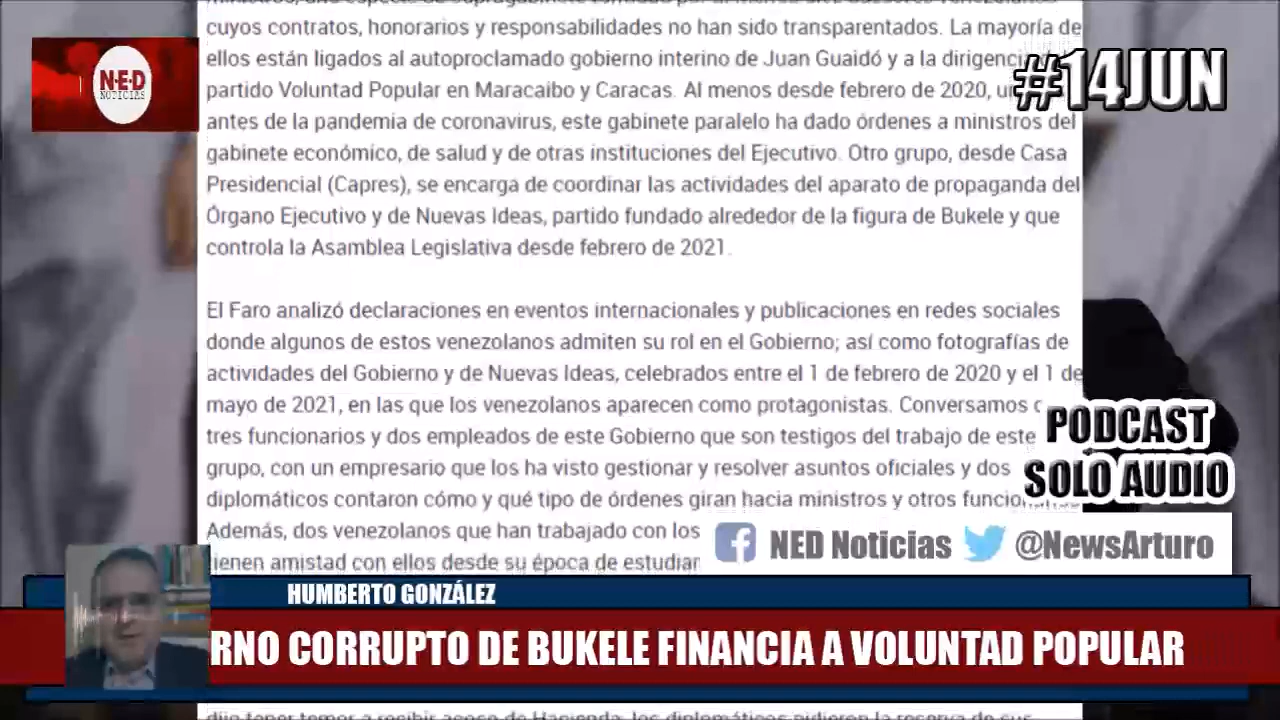 cuyos contratos, honorarios y responsabilidades no han sido transparentados. La mayoría de
ellos están ligados al autoproclamado gobierno interino de Juan Guaidó y a la dirigenci
partido Voluntad Popular en Maracaibo y Caracas. Al menos desde febrero de 2020, u
antes de la pandemia de coronavirus, este gabinete paralelo ha dado órdenes a ministros del
gabinete económico, de salud y de otras instituciones del Ejecutivo. Otro grupo, desde Casa
Presidencial (Capres), se encarga de coordinar las actividades del aparato de propaganda del
Órgano Ejecutivo y de Nuevas Ideas, partido fundado alrededor de la figura de Bukele y que
controla la Asamblea Legislativa desde febrero de 2021.
El Faro analizó declaraciones en eventos internacionales y publicaciones en redes sociales
donde algunos de estos venezolanos admiten su rol en el Gobierno; así como fotografías de
actividades del Gobierno y de Nuevas Ideas, celebrados entre el 1 de febrero de 2020 y el 1 de
mayo de 2021, en las que los venezolanos aparecen como protagonistas. Conversamos c
tres funcionarios y dos empleados de este Gobierno que son testigos del trabajo de este
grupo, con un empresario que los ha visto gestionar y resolver asuntos oficiales y dos
diplomáticos contaron cómo y qué tipo de órdenes giran hacia ministros y otros funcion
Además, dos venezolanos que han trabajado con los
tienen amistad con ellos desde su época de estudiar
N·E·D
NOTICIAS
#14JUN
PODCAST
SOLO AUDIO
NED Noticias @NewsArturo
HUMBERTO GONZÁLEZ
RNO CORRUPTO DE BUKELE FINANCIA A VOLUNTAD POPULAR